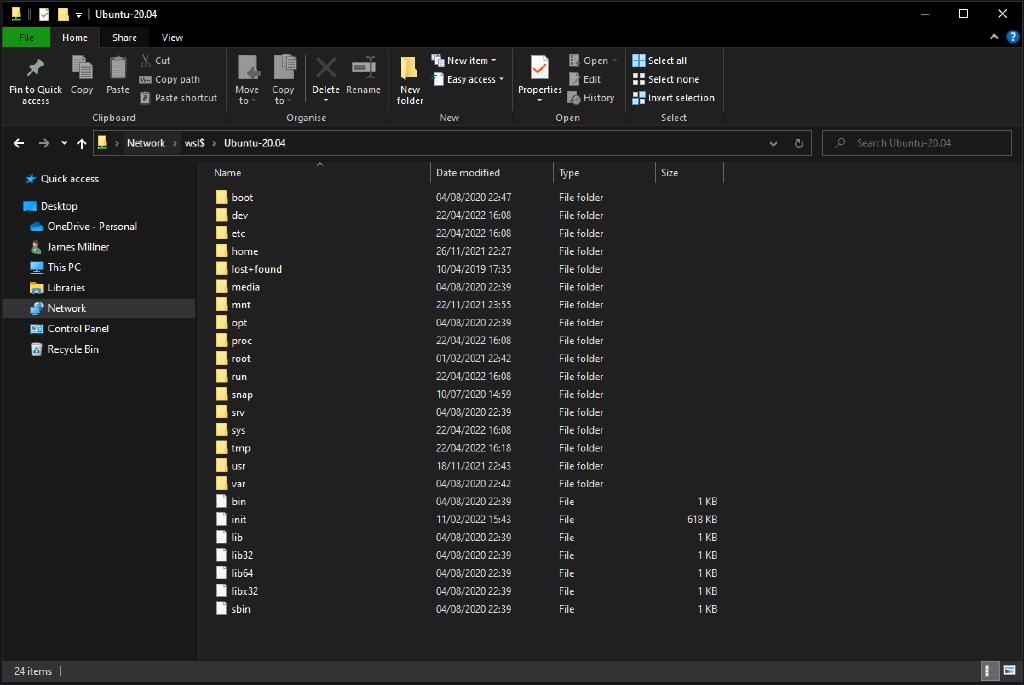 Ubuntu-20.04
File Home Share View
Pin to Quick access
Copy
Paste
Cut
Copy path
Paste shortcut
Move to
Copy to
Delete
Rename
New folder
New item
Easy access
Properties
Open
Edit
History
Select all
Select none
Invert selection
Clipboard Organise New Open Select
Network › wsl$ › Ubuntu-20.04
Search Ubuntu-20.04
Quick access
Desktop
OneDrive - Personal
James Millner
This PC
Libraries
Network
Control Panel
Recycle Bin
Name Date modified Type Size
boot 04/08/2020 22:47 File folder
dev 22/04/2022 16:08 File folder
etc 22/04/2022 16:08 File folder
home 26/11/2021 22:27 File folder
lost+found 10/04/2019 17:35 File folder
media 04/08/2020 22:39 File folder
mnt 22/11/2021 23:55 File folder
opt 04/08/2020 22:39 File folder
proc 22/04/2022 16:08 File folder
root 01/02/2021 22:42 File folder
run 22/04/2022 16:08 File folder
snap 10/07/2020 14:59 File folder
srv 04/08/2020 22:39 File folder
sys 22/04/2022 16:08 File folder
tmp 22/04/2022 16:18 File folder
usr 18/11/2021 22:43 File folder
var 04/08/2020 22:42 File folder
bin 04/08/2020 22:39 File 1 KB
init 11/02/2022 15:43 File 618 KB
lib 04/08/2020 22:39 File 1 KB
lib32 04/08/2020 22:39 File 1 KB
lib64 04/08/2020 22:39 File 1 KB
libx32 04/08/2020 22:39 File 1 KB
sbin 04/08/2020 22:39 File 1 KB
24 items